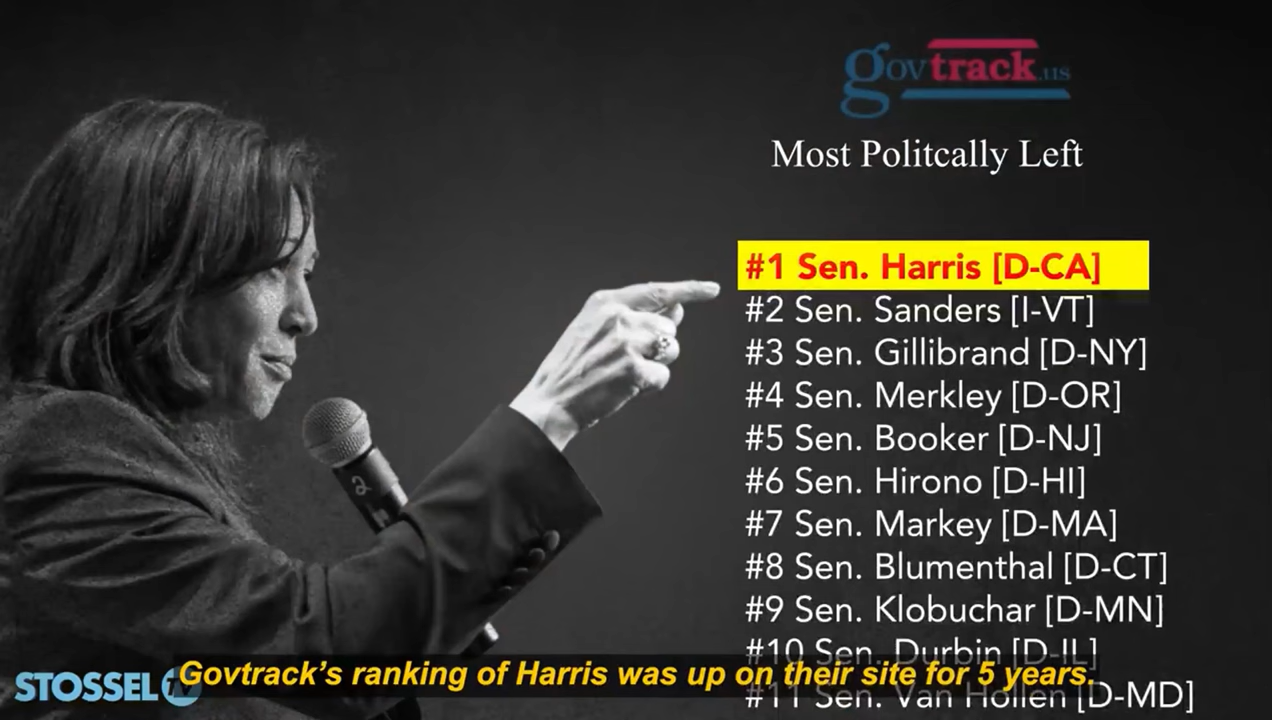 govtrack.us
Most Politcally Left
#1 Sen. Harris [D-CA]
#2 Sen. Sanders [I-VT]
#3 Sen. Gillibrand [D-NY]
#4 Sen. Merkley [D-OR]
#5 Sen. Booker [D-NJ]
#6 Sen. Hirono [D-HI]
#7 Sen. Markey [D-MA]
#8 Sen. Blumenthal [D-CT]
#9 Sen. Klobuchar [D-MN]
#10 Sen. Durbin [D-IL]
#11 Sen. Van Hollen [D-MD]
Govtrack's ranking of Harris was up on their site for 5 years.
STOSSEL TV
2